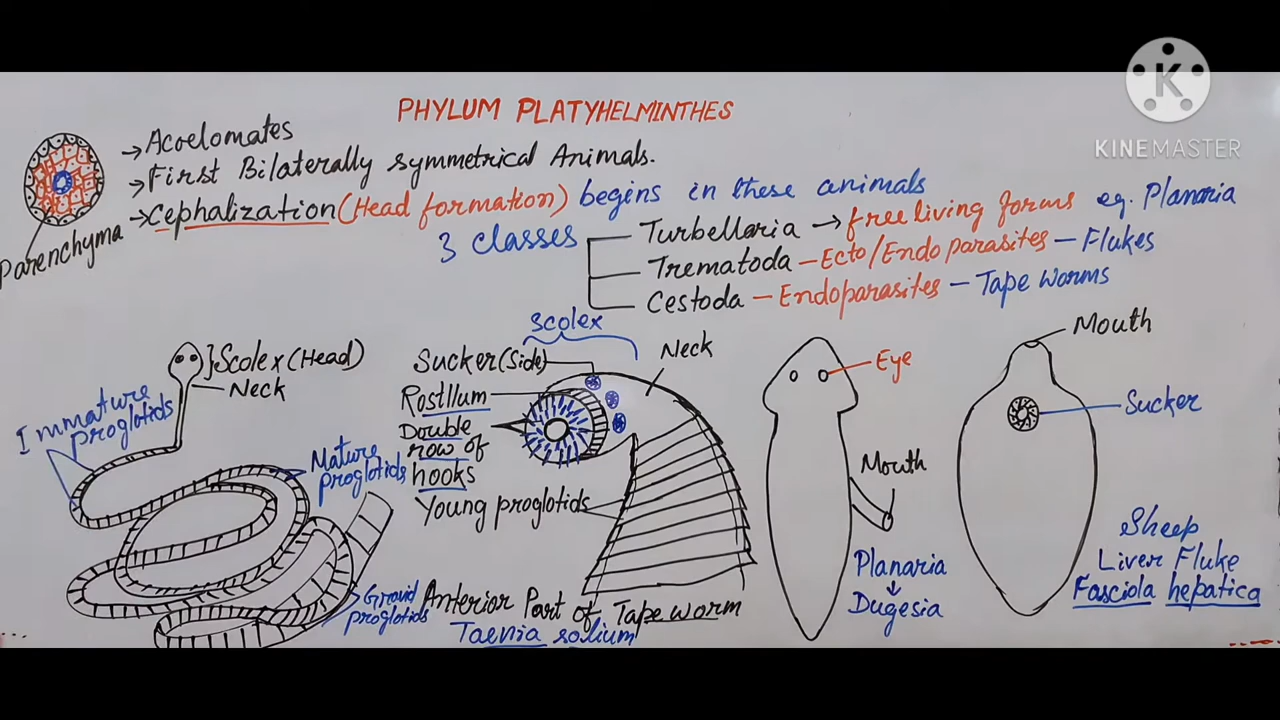 PHYLUM PLATYHELMINTHES
K
KINEMASTER
→ Acoelomates
→ First Bilaterally symmetrical Animals.
→ Cephalization (Head formation) begins in these animals
Parenchyma
3 classes
Turbellaria → free living forms eg. Planaria
Trematoda – Ecto/Endo parasites – Flukes
Cestoda – Endoparasites – Tape worms
Scolex (Head)
Neck
Immature
proglotids
Mature
proglotids
Gravid
proglotids
Scolex
Sucker (Side)
Neck
Rostllum
Double
row of
hooks
Young proglotids
Anterior Part of Tape worm
Taenia solium
Eye
Mouth
Planaria
↓
Dugesia
Mouth
Sucker
Sheep
Liver Fluke
Fasciola hepatica